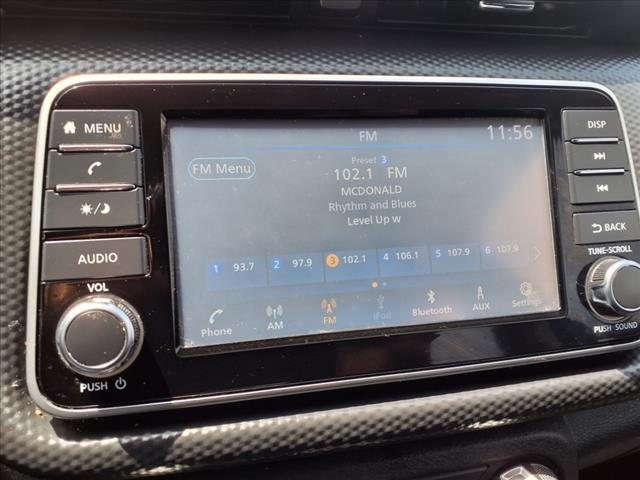 MENU
AUDIO
VOL
PUSH
FM
11:56
FM Menu
Preset 3
102.1 FM
MCDONALD
Rhythm and Blues
Level Up w
1 93.7 2 97.9 3 102.1 4 106.1 5 107.9 6 107.9
Phone AM FM iPod Bluetooth AUX Settings
DISP
BACK
TUNE-SCROLL
PUSH SOUND